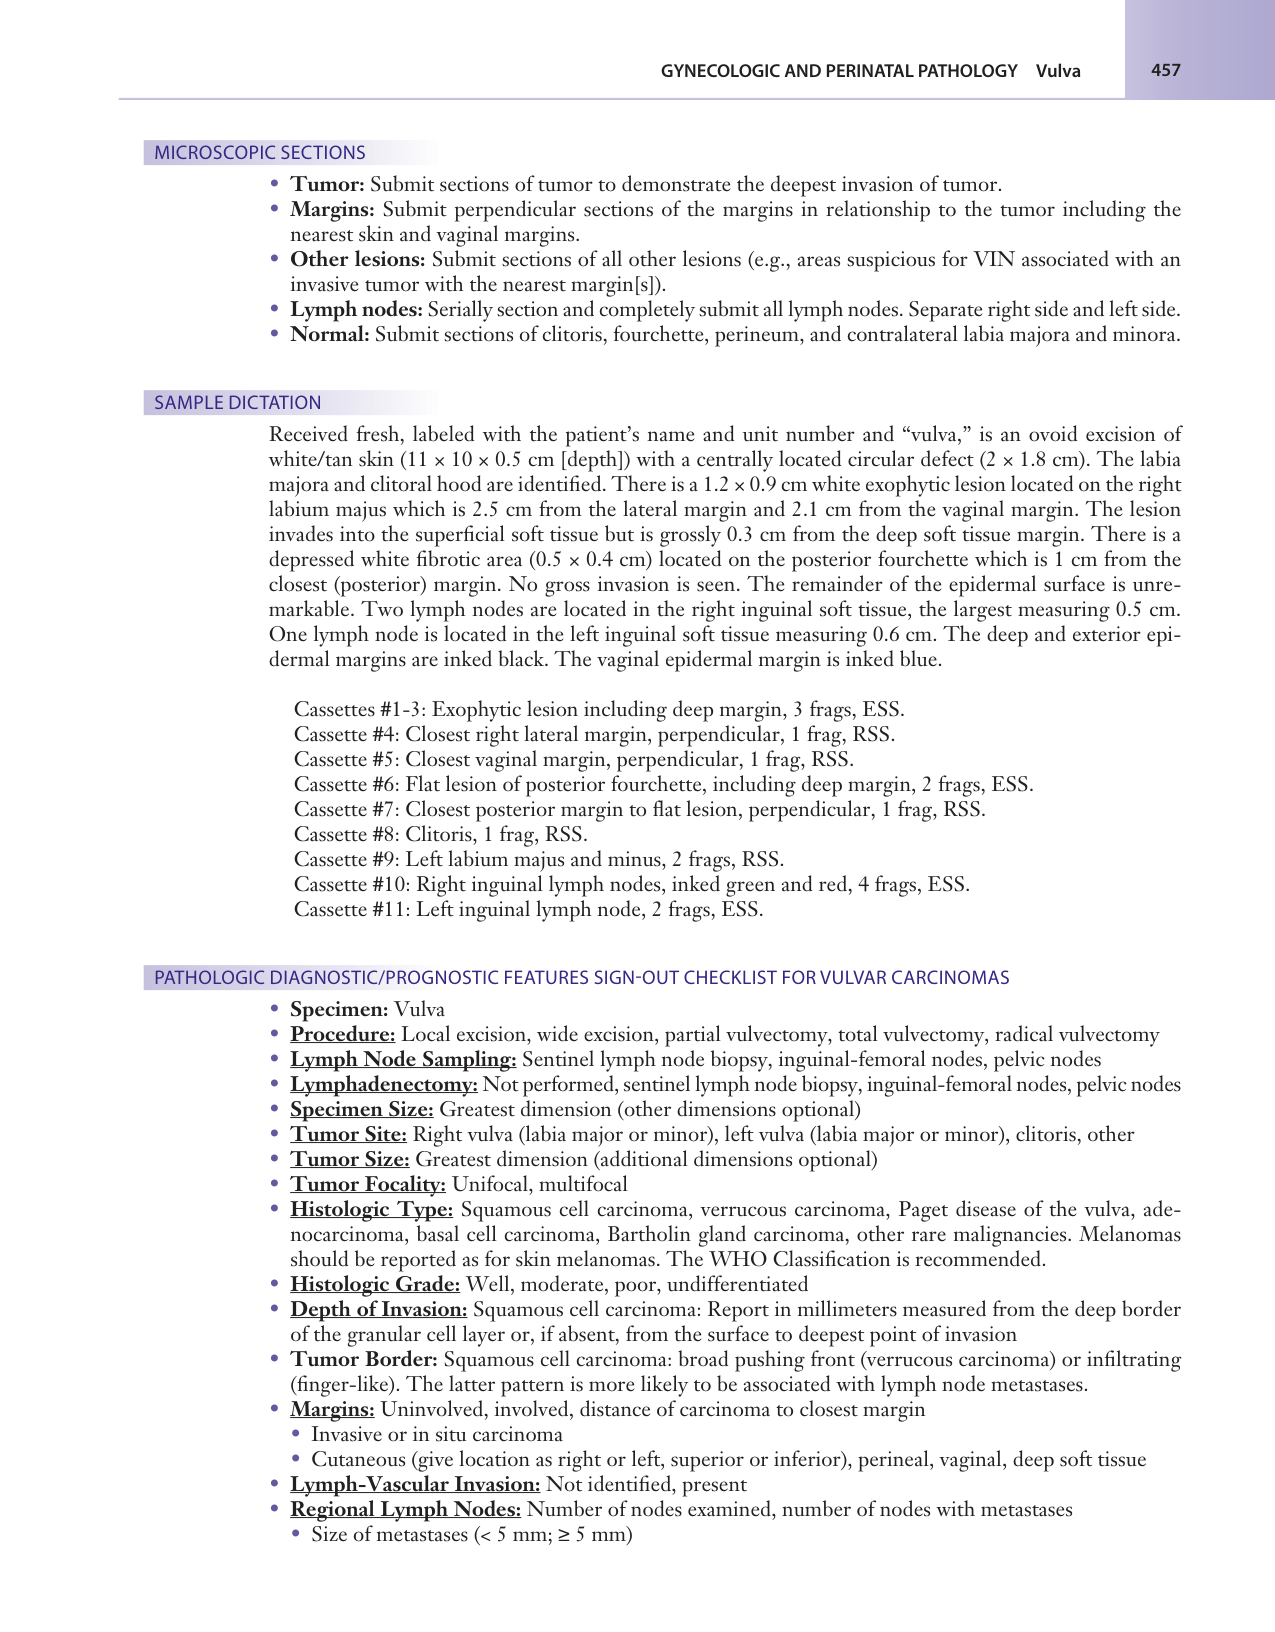 GYNECOLOGIC AND PERINATAL PATHOLOGY Vulva 457
MICROSCOPIC SECTIONS
• Tumor: Submit sections of tumor to demonstrate the deepest invasion of tumor.
• Margins: Submit perpendicular sections of the margins in relationship to the tumor including the
nearest skin and vaginal margins.
• Other lesions: Submit sections of all other lesions (e.g., areas suspicious for VIN associated with an
invasive tumor with the nearest margin[s]).
• Lymph nodes: Serially section and completely submit all lymph nodes. Separate right side and left side.
• Normal: Submit sections of clitoris, fourchette, perineum, and contralateral labia majora and minora.
SAMPLE DICTATION
Received fresh, labeled with the patient's name and unit number and “vulva,” is an ovoid excision of
white/tan skin (11 × 10 × 0.5 cm [depth]) with a centrally located circular defect (2 × 1.8 cm). The labia
majora and clitoral hood are identified. There is a 1.2 × 0.9 cm white exophytic lesion located on the right
labium majus which is 2.5 cm from the lateral margin and 2.1 cm from the vaginal margin. The lesion
invades into the superficial soft tissue but is grossly 0.3 cm from the deep soft tissue margin. There is a
depressed white fibrotic area (0.5 × 0.4 cm) located on the posterior fourchette which is 1 cm from the
closest (posterior) margin. No gross invasion is seen. The remainder of the epidermal surface is unre-
markable. Two lymph nodes are located in the right inguinal soft tissue, the largest measuring 0.5 cm.
One lymph node is located in the left inguinal soft tissue measuring 0.6 cm. The deep and exterior epi-
dermal margins are inked black. The vaginal epidermal margin is inked blue.
Cassettes #1-3: Exophytic lesion including deep margin, 3 frags, ESS.
Cassette #4: Closest right lateral margin, perpendicular, 1 frag, RSS.
Cassette #5: Closest vaginal margin, perpendicular, 1 frag, RSS.
Cassette #6: Flat lesion of posterior fourchette, including deep margin, 2 frags, ESS.
Cassette #7: Closest posterior margin to flat lesion, perpendicular, 1 frag, RSS.
Cassette #8: Clitoris, 1 frag, RSS.
Cassette #9: Left labium majus and minus, 2 frags, RSS.
Cassette #10: Right inguinal lymph nodes, inked green and red, 4 frags, ESS.
Cassette #11: Left inguinal lymph node, 2 frags, ESS.
PATHOLOGIC DIAGNOSTIC/PROGNOSTIC FEATURES SIGN-OUT CHECKLIST FOR VULVAR CARCINOMAS
• Specimen: Vulva
• Procedure: Local excision, wide excision, partial vulvectomy, total vulvectomy, radical vulvectomy
• Lymph Node Sampling: Sentinel lymph node biopsy, inguinal-femoral nodes, pelvic nodes
• Lymphadenectomy: Not performed, sentinel lymph node biopsy, inguinal-femoral nodes, pelvic nodes
• Specimen Size: Greatest dimension (other dimensions optional)
• Tumor Site: Right vulva (labia major or minor), left vulva (labia major or minor), clitoris, other
• Tumor Size: Greatest dimension (additional dimensions optional)
• Tumor Focality: Unifocal, multifocal
• Histologic Type: Squamous cell carcinoma, verrucous carcinoma, Paget disease of the vulva, ade-
nocarcinoma, basal cell carcinoma, Bartholin gland carcinoma, other rare malignancies. Melanomas
should be reported as for skin melanomas. The WHO Classification is recommended.
• Histologic Grade: Well, moderate, poor, undifferentiated
• Depth of Invasion: Squamous cell carcinoma: Report in millimeters measured from the deep border
of the granular cell layer or, if absent, from the surface to deepest point of invasion
• Tumor Border: Squamous cell carcinoma: broad pushing front (verrucous carcinoma) or infiltrating
(finger-like). The latter pattern is more likely to be associated with lymph node metastases.
• Margins: Uninvolved, involved, distance of carcinoma to closest margin
• Invasive or in situ carcinoma
• Cutaneous (give location as right or left, superior or inferior), perineal, vaginal, deep soft tissue
• Lymph-Vascular Invasion: Not identified, present
• Regional Lymph Nodes: Number of nodes examined, number of nodes with metastases
• Size of metastases (< 5 mm; ≥ 5 mm)